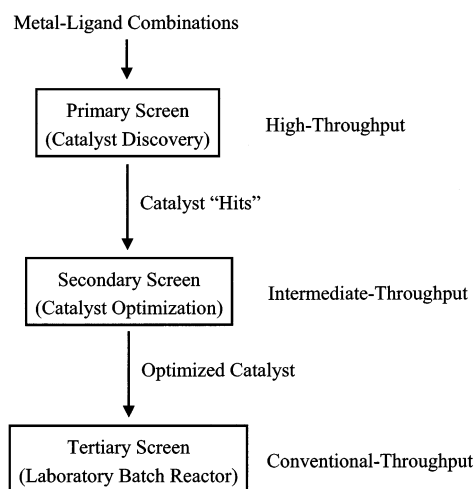 Metal-Ligand Combinations
Primary Screen
(Catalyst Discovery)
High-Throughput
Catalyst “Hits”
Secondary Screen
(Catalyst Optimization)
Intermediate-Throughput
Optimized Catalyst
Tertiary Screen
(Laboratory Batch Reactor)
Conventional-Throughput